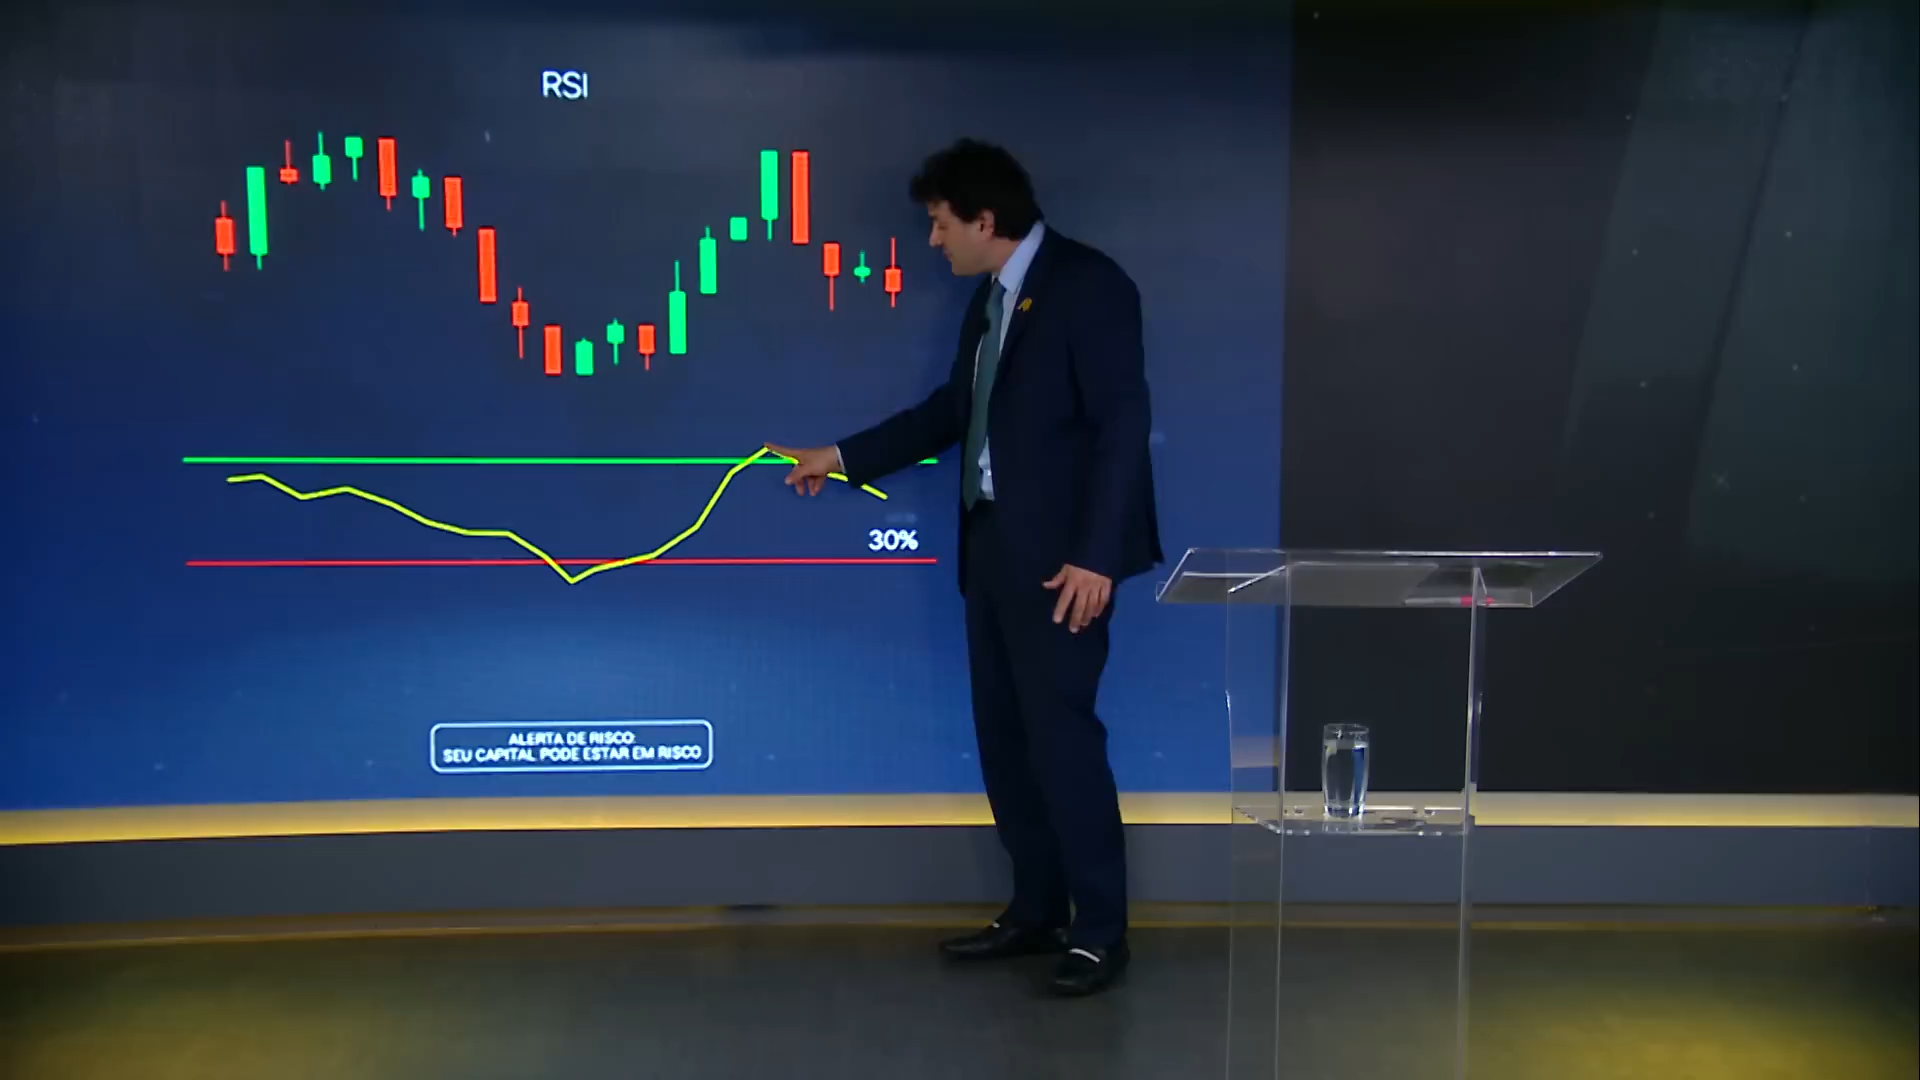 RSI
30%
ALERTA DE RISCO:
SEU CAPITAL PODE ESTAR EM RISCO